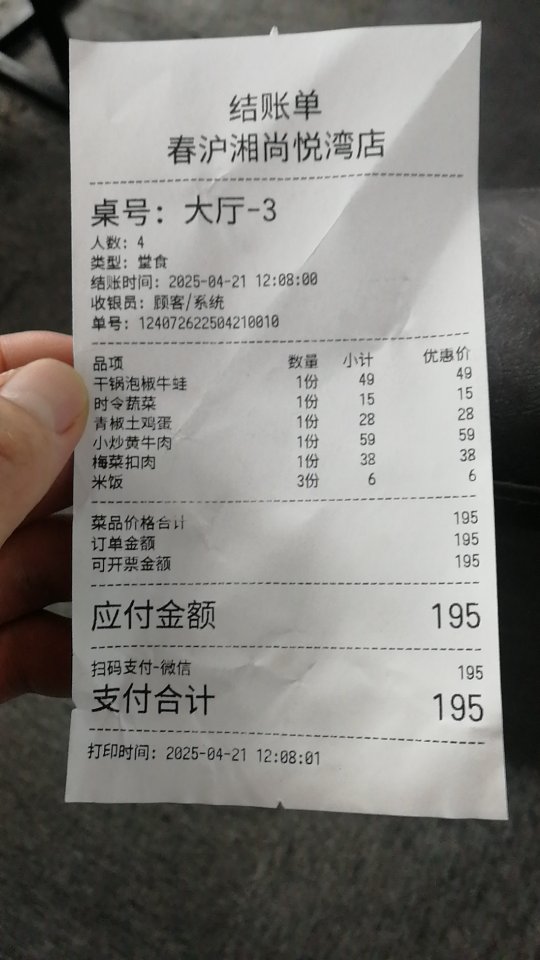 结账单
春沪湘尚悦湾店
桌号：大厅-3
人数：4
类型：堂食
结账时间：2025-04-21 12:08:00
收银员：顾客/系统
单号：124072622504210010
品项 数量 小计 优惠价
干锅泡椒牛蛙 1份 49 49
时令蔬菜 1份 15 15
青椒土鸡蛋 1份 28 28
小炒黄牛肉 1份 59 59
梅菜扣肉 1份 38 38
米饭 3份 6 6
菜品价格合计 195
订单金额 195
可开票金额 195
应付金额 195
扫码支付-微信 195
支付合计 195
打印时间：2025-04-21 12:08:01